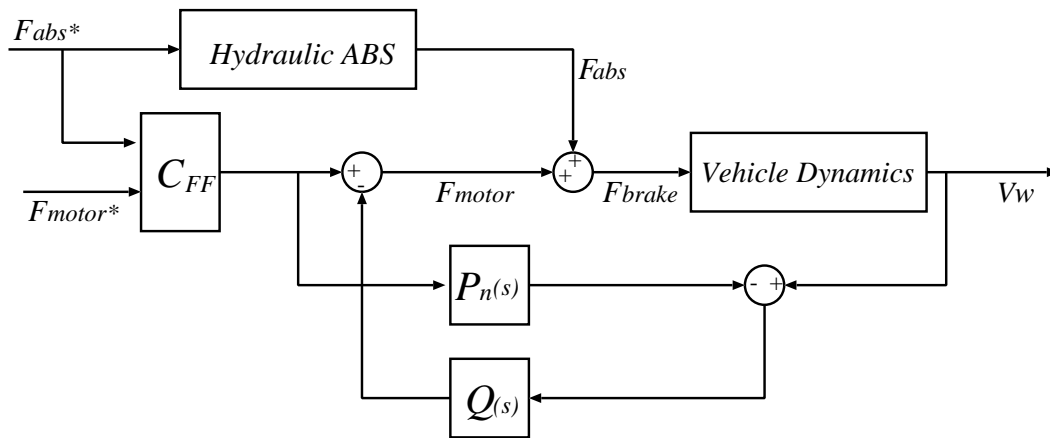 Fabs*
Hydraulic ABS
Fabs
CFF
+
-
+
+
Vehicle Dynamics
Fmotor*
Fmotor
Fbrake
Vw
Pn(s)
- +
Q(s)